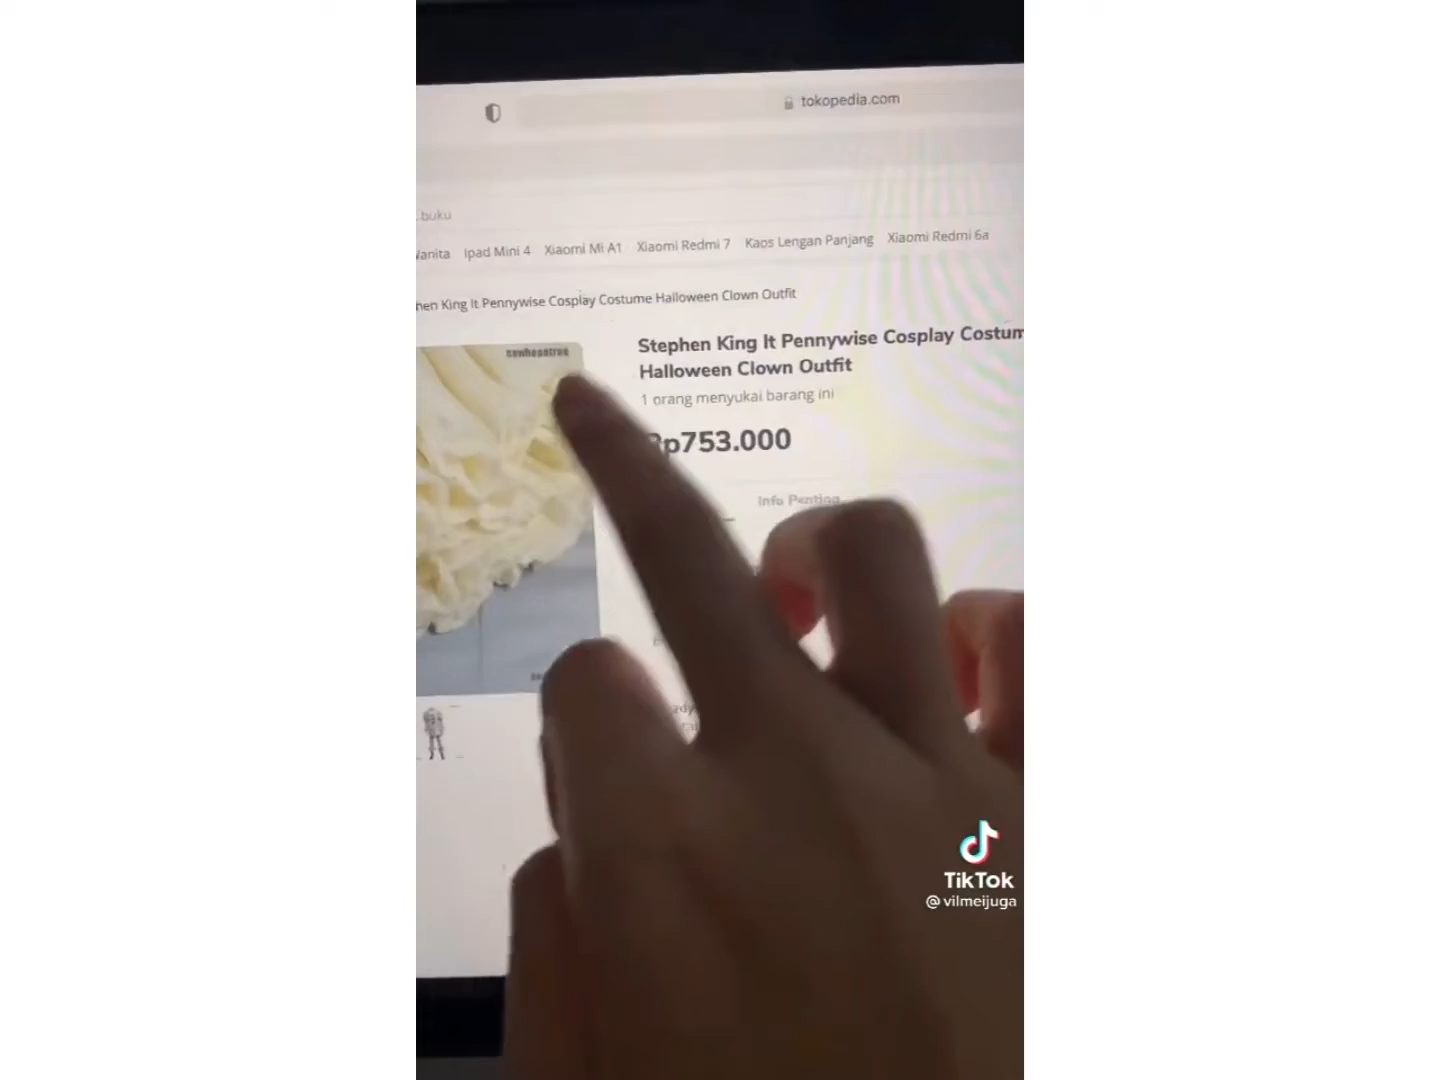 tokopedia.com
buku
Ipad Mini 4 Xiaomi Mi A1 Xiaomi Redmi 7 Kaos Lengan Panjang Xiaomi Redmi 6a
hen King It Pennywise Cosplay Costume Halloween Clown Outfit
Stephen King It Pennywise Cosplay Costum
Halloween Clown Outfit
1 orang menyukai barang ini
Rp753.000
Info Penting
TikTok
@vilmeijuga